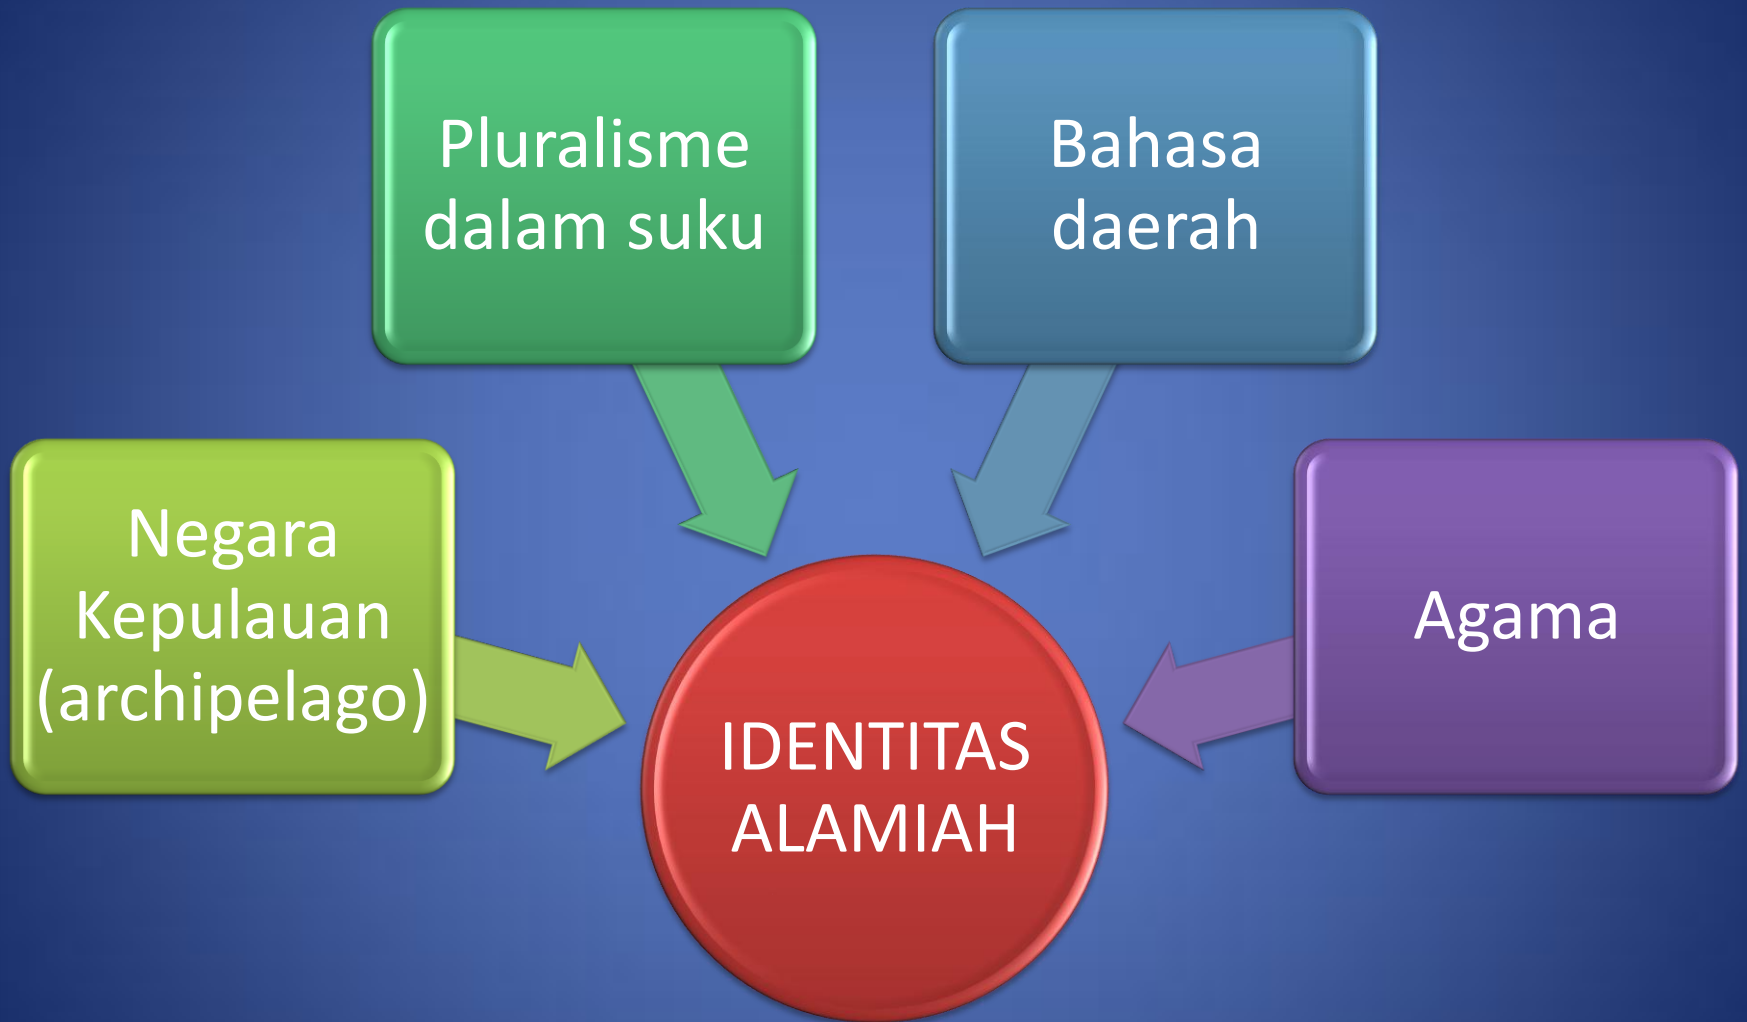 Pluralisme
dalam suku
Bahasa
daerah
Negara
Kepulauan
(archipelago)
Agama
IDENTITAS
ALAMIAH